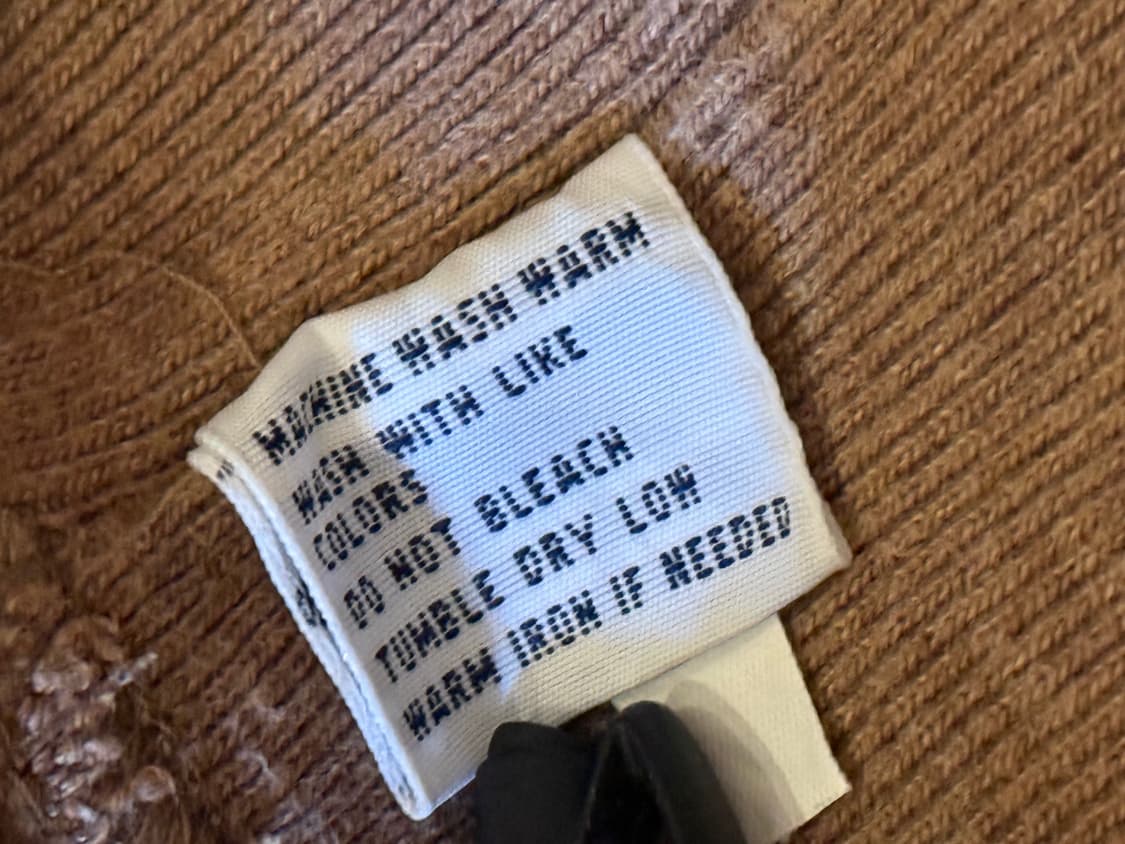 MACHINE WASH WARM
WASH WITH LIKE
COLORS
DO NOT BLEACH
TUMBLE DRY LOW
WARM IRON IF NEEDED